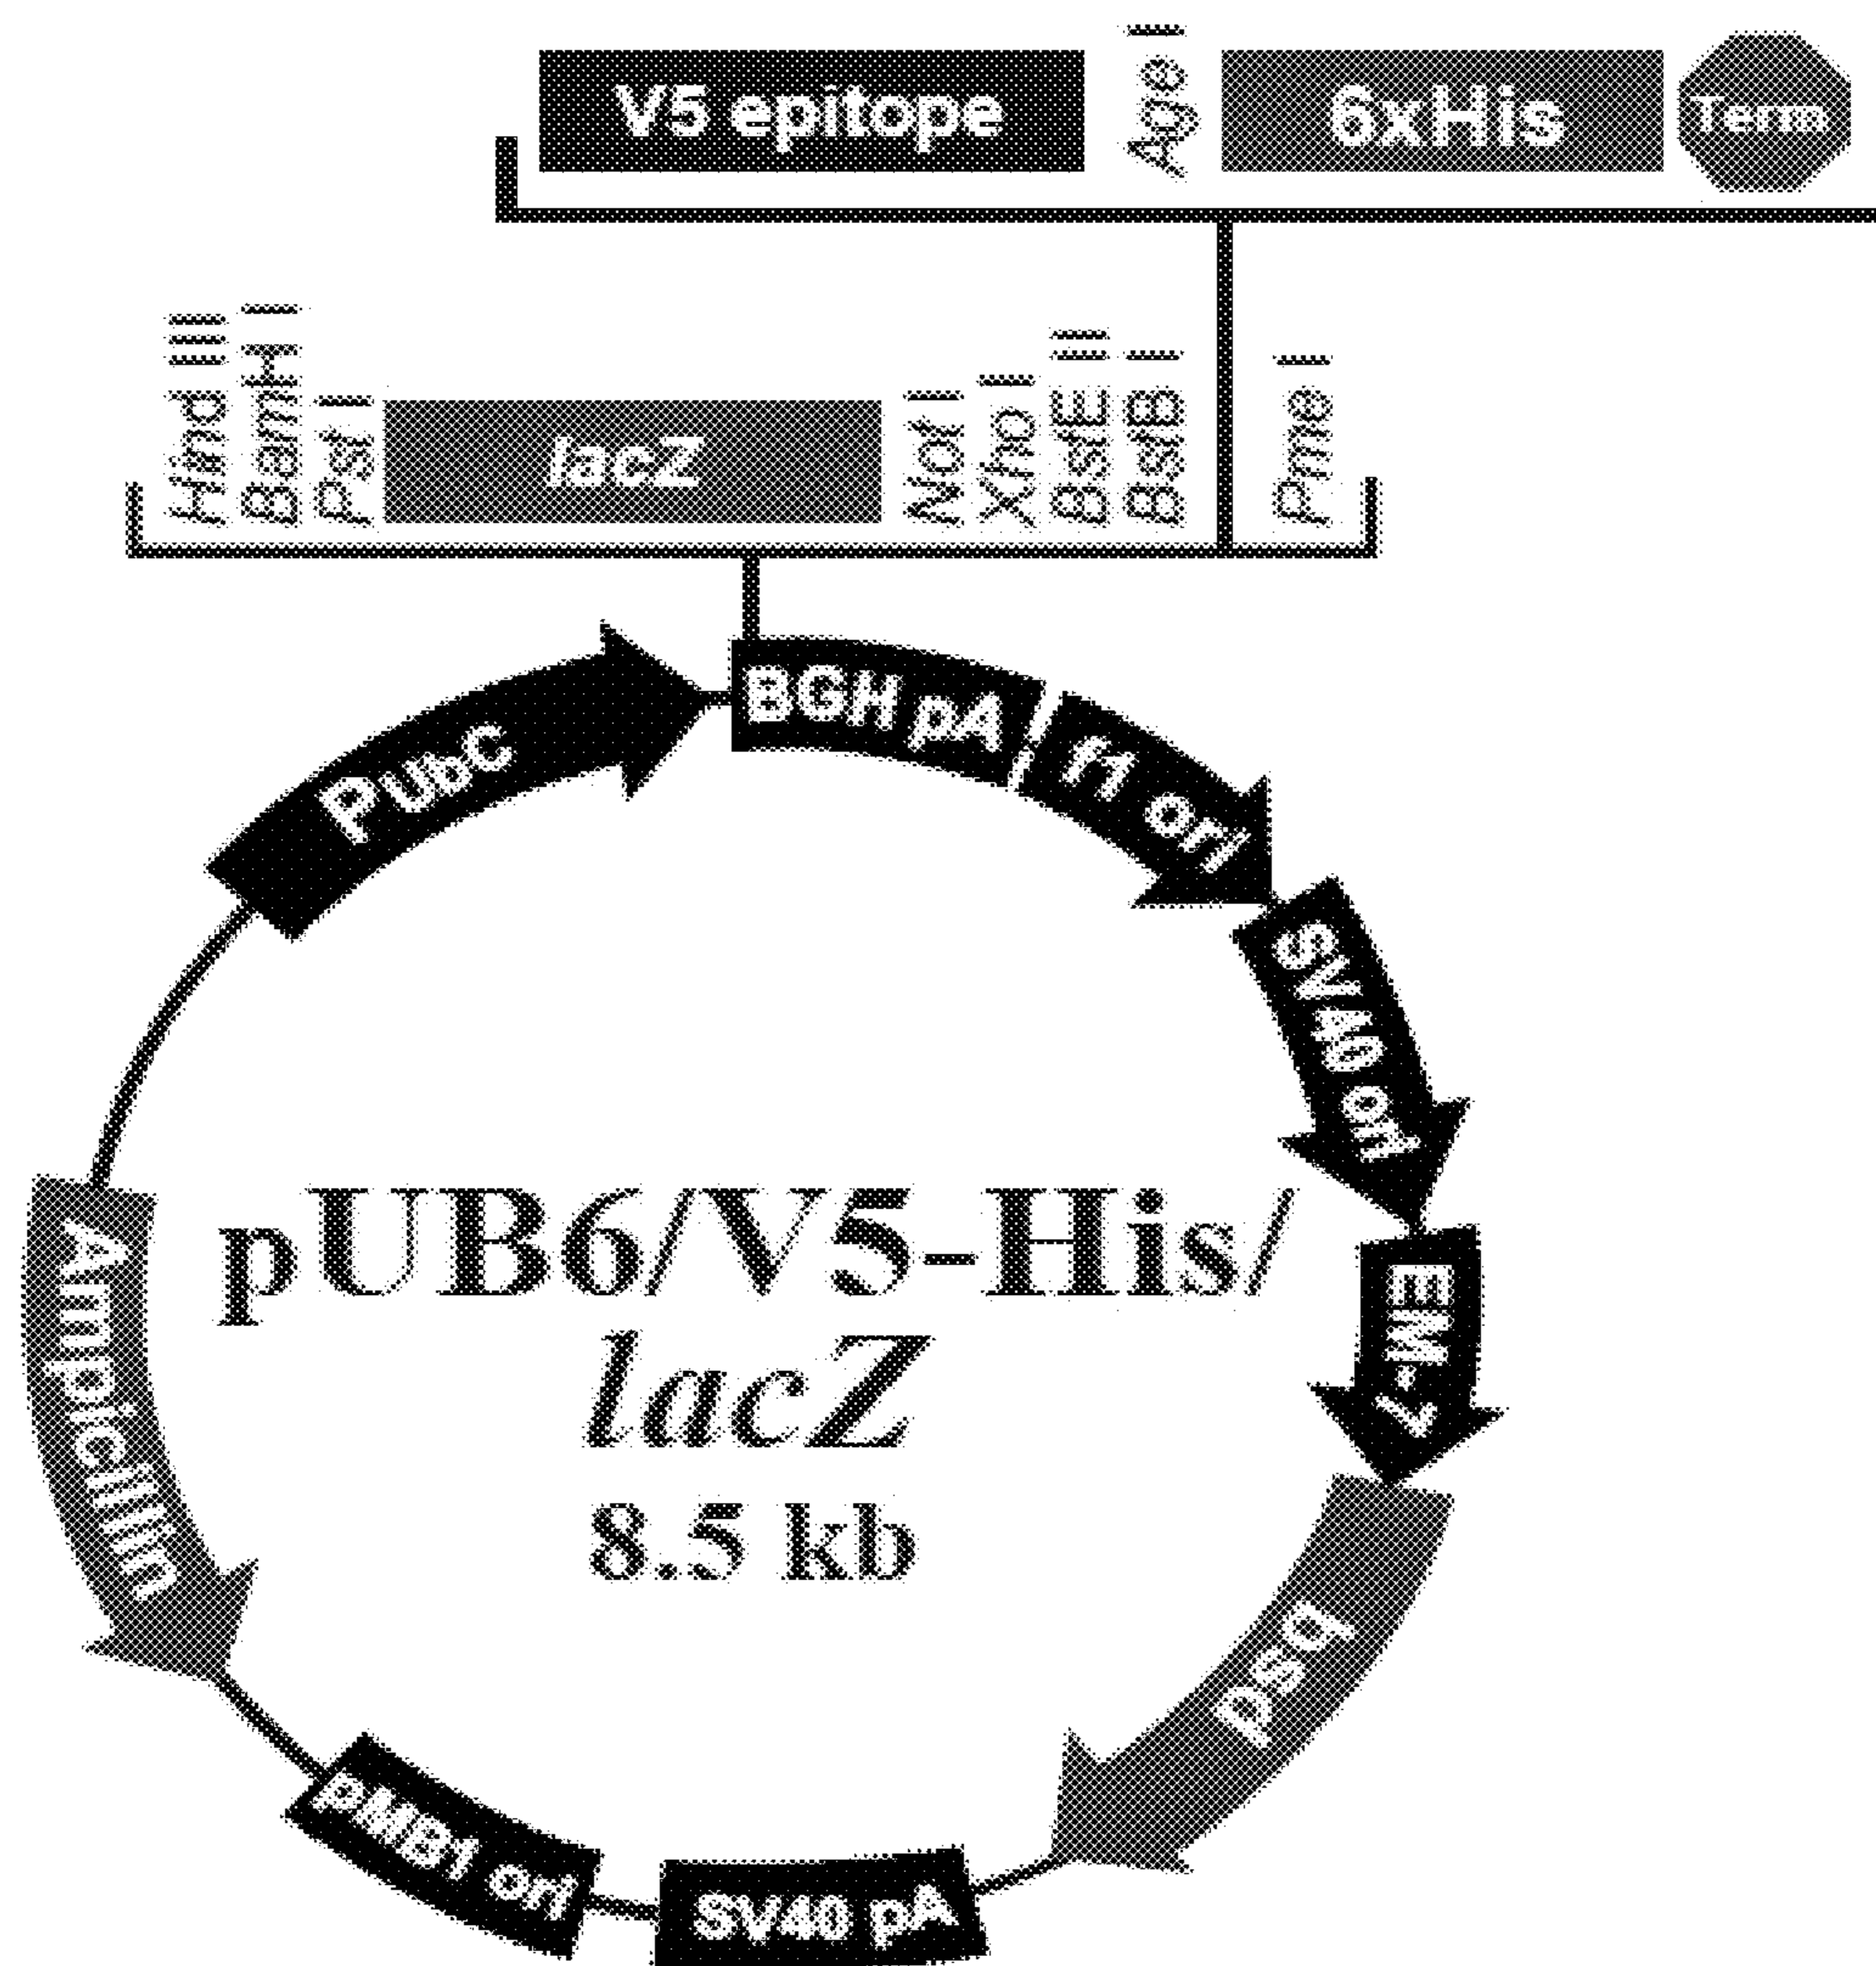 V5 epitope
Age I
6xHis
Term
Hind III
BamH I
Pst I
lacZ
Not I
Xho I
BstE II
BstB I
Pme I
PUbC
BGH pA
f1 ori
SV40 ori
EM-7
bsd
SV40 pA
pMB1 ori
Ampicillin
pUB6/V5-His/
lacZ
8.5 kb